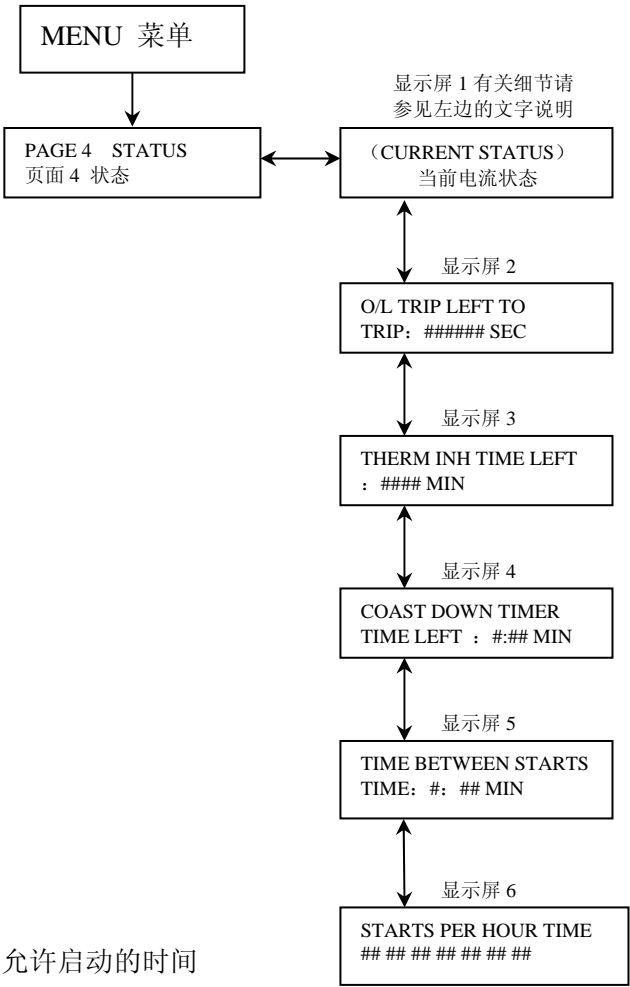 MENU 菜单
显示屏 1 有关细节请
参见左边的文字说明
PAGE 4 STATUS
页面 4 状态
（CURRENT STATUS）
当前电流状态
显示屏 2
O/L TRIP LEFT TO
TRIP：###### SEC
显示屏 3
THERM INH TIME LEFT
：#### MIN
显示屏 4
COAST DOWN TIMER
TIME LEFT ：#:## MIN
显示屏 5
TIME BETWEEN STARTS
TIME：#：## MIN
显示屏 6
STARTS PER HOUR TIME
## ## ## ## ## ## ##
允许启动的时间